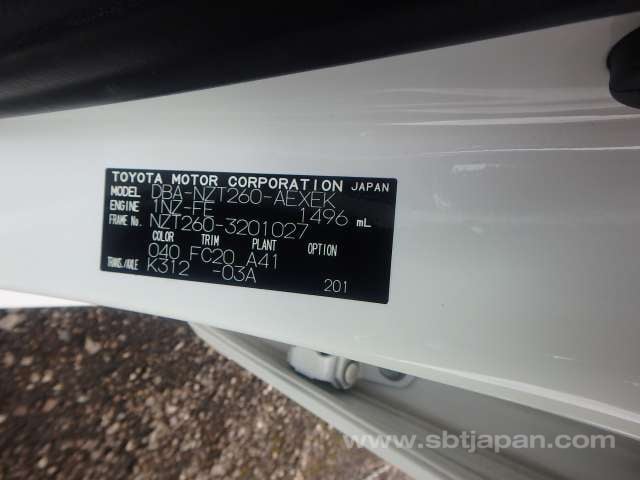 TOYOTA MOTOR CORPORATION JAPAN
MODEL DBA-NZT260-AEXEK
ENGINE 1NZ-FE 1496 mL
FRAME No. NZT260-3201027
COLOR TRIM PLANT OPTION
040 FC20 A41
TRANS./AXLE K312 -03A
201
www.sbtjapan.com